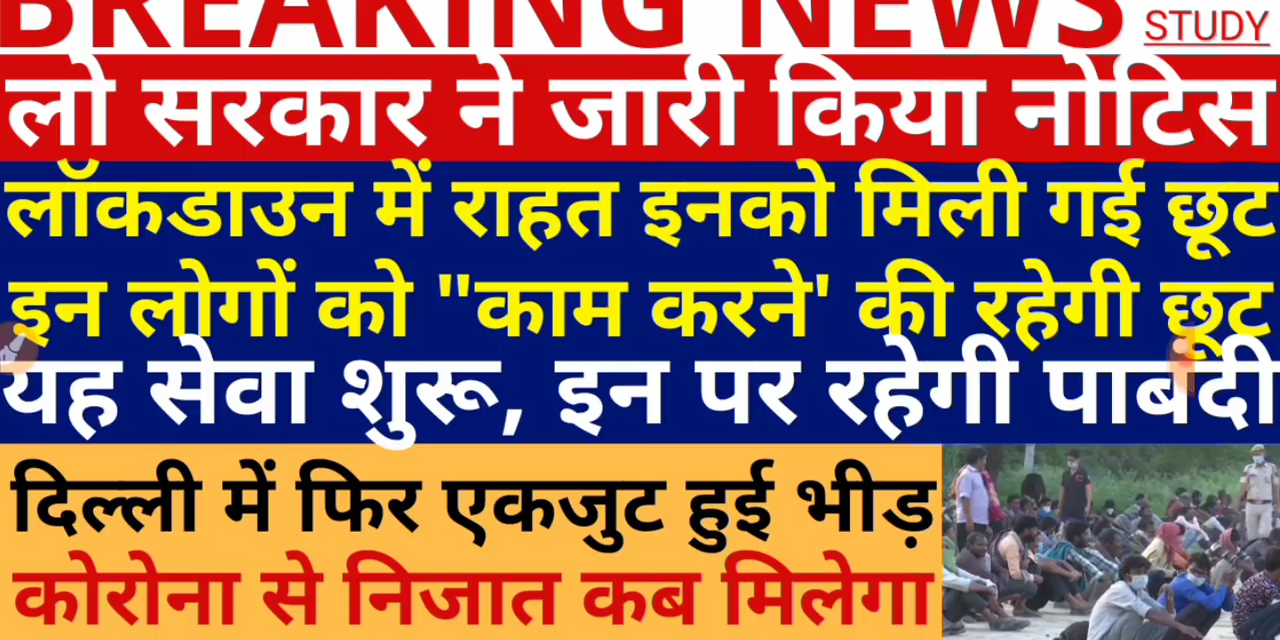 BREAKING NEWS STUDY
लो सरकार ने जारी किया नोटिस
लॉकडाउन में राहत इनको मिली गई छूट
इन लोगों को "काम करने' की रहेगी छूट
यह सेवा शुरू, इन पर रहेगी पाबंदी
दिल्ली में फिर एकजुट हुई भीड़
कोरोना से निजात कब मिलेगा